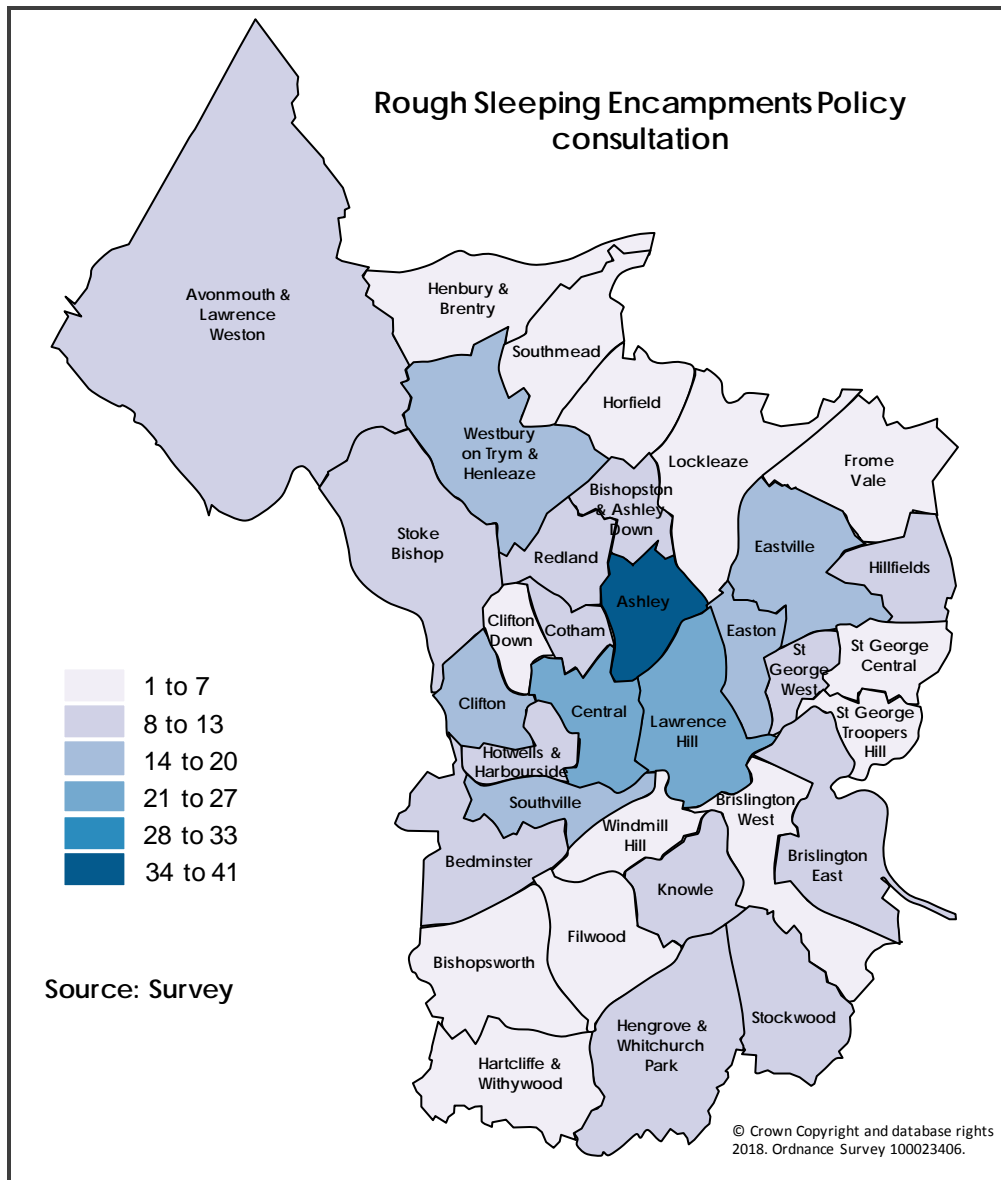 Rough Sleeping Encampments Policy
consultation
Avonmouth &
Lawrence
Weston
Henbury &
Brentry
Southmead
Horfield
Westbury
on Trym &
Henleaze
Lockleaze
Frome
Vale
Bishopston
& Ashley
Down
Stoke
Bishop
Redland
Eastville
Hillfields
Ashley
Clifton
Down
Cotham
Easton
St
George
West
St George
Central
Clifton
Central
Lawrence
Hill
St George
Troopers
Hill
Hotwells &
Harbourside
Southville
Windmill
Hill
Brislington
West
Bedminster
Knowle
Brislington
East
Filwood
Bishopsworth
Stockwood
Hengrove &
Whitchurch
Park
Hartcliffe &
Withywood
1 to 7
8 to 13
14 to 20
21 to 27
28 to 33
34 to 41
Source: Survey
© Crown Copyright and database rights
2018. Ordnance Survey 100023406.